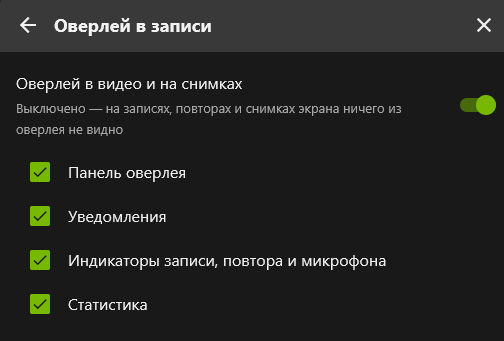 Оверлей в записи
Оверлей в видео и на снимках
Выключено — на записях, повторах и снимках экрана ничего из
оверлея не видно
Панель оверлея
Уведомления
Индикаторы записи, повтора и микрофона
Статистика